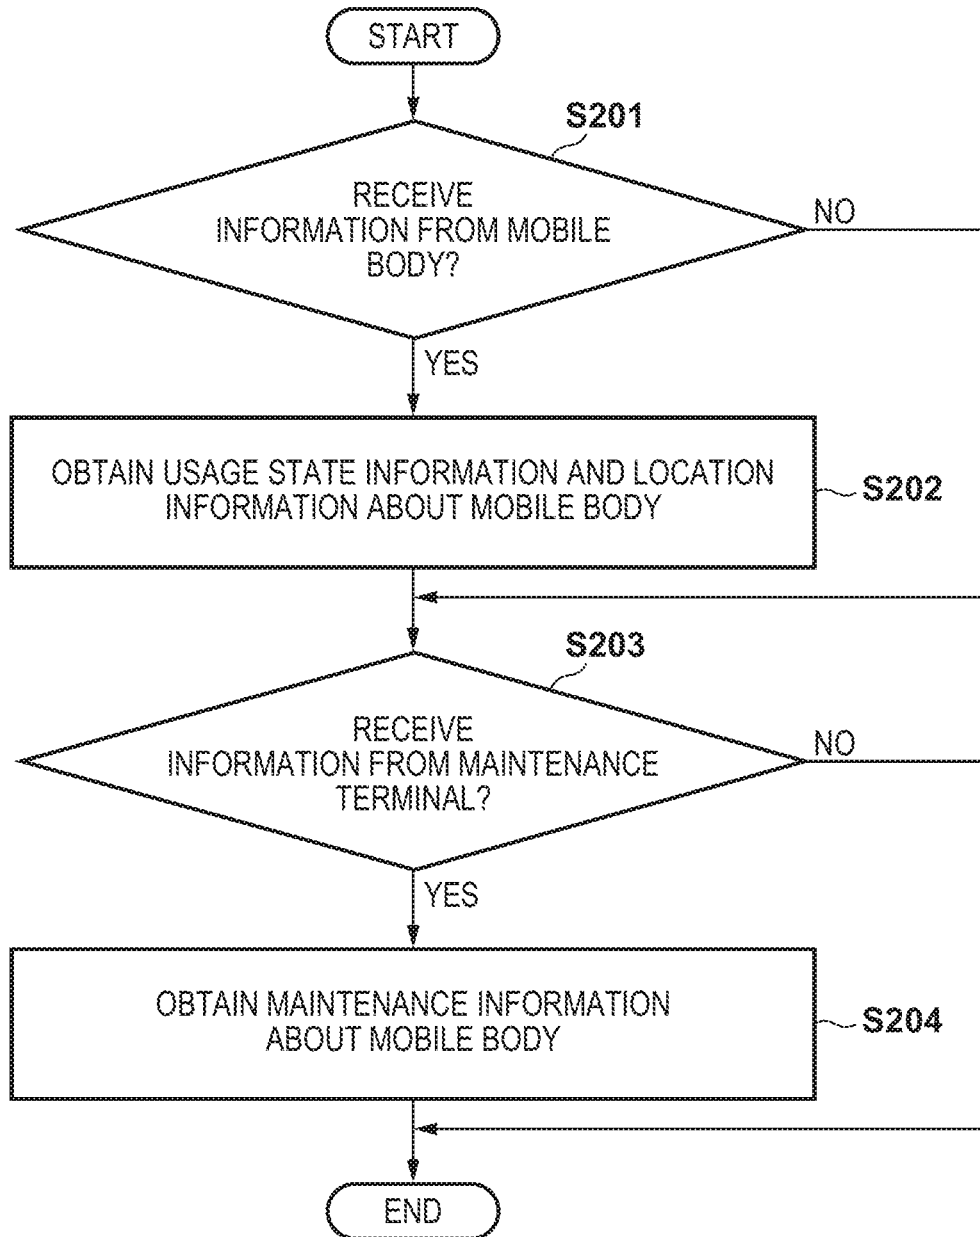 START
S201
RECEIVE
INFORMATION FROM MOBILE
BODY?
NO
YES
OBTAIN USAGE STATE INFORMATION AND LOCATION
INFORMATION ABOUT MOBILE BODY
S202
S203
RECEIVE
INFORMATION FROM MAINTENANCE
TERMINAL?
NO
YES
OBTAIN MAINTENANCE INFORMATION
ABOUT MOBILE BODY
S204
END